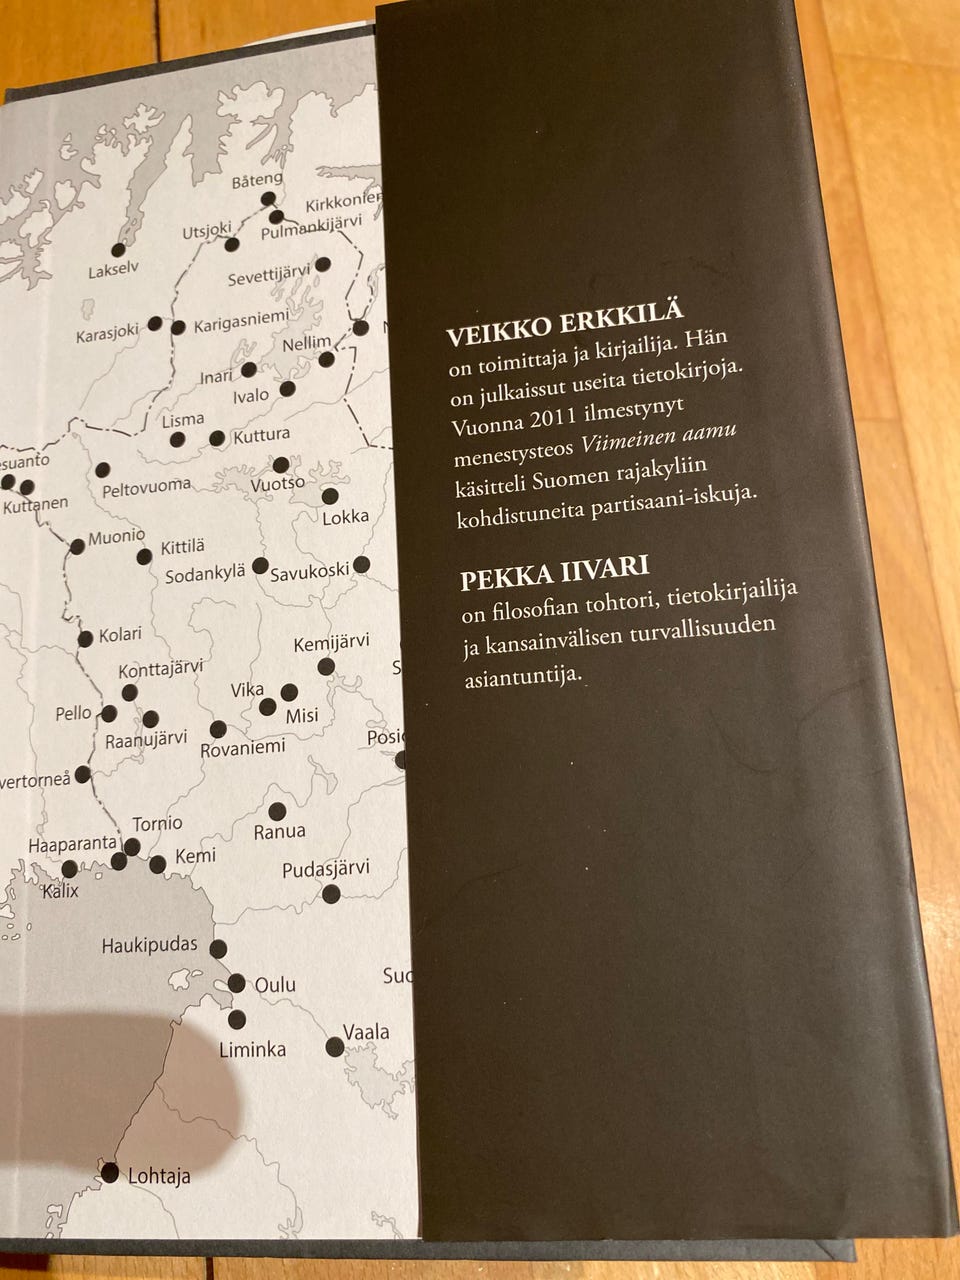 Båteng
Pulmankijärvi
Utsjoki
Lakselv
Sevettijärvi
Karasjoki
Karigasniemi
Nellim
Inari
Ivalo
Lisma
Kuttura
Peltovuoma
Vuotso
Kuttanen
Lokka
Muonio
Kittilä
Sodankylä
Savukoski
Kolari
Kemijärvi
Konttajärvi
Vika
Misi
Pello
Raanujärvi
Rovaniemi
Ranua
Tornio
Haaparanta
Kemi
Kalix
Pudasjärvi
Haukipudas
Oulu
Liminka
Vaala
Lohtaja
VEIKKO ERKKILÄ
on toimittaja ja kirjailija. Hän
on julkaissut useita tietokirjoja.
Vuonna 2011 ilmestynyt
menestysteos Viimeinen aamu
käsitteli Suomen rajakyliin
kohdistuneita partisaani-iskuja.
PEKKA IIVARI
on filosofian tohtori, tietokirjailija
ja kansainvälisen turvallisuuden
asiantuntija.